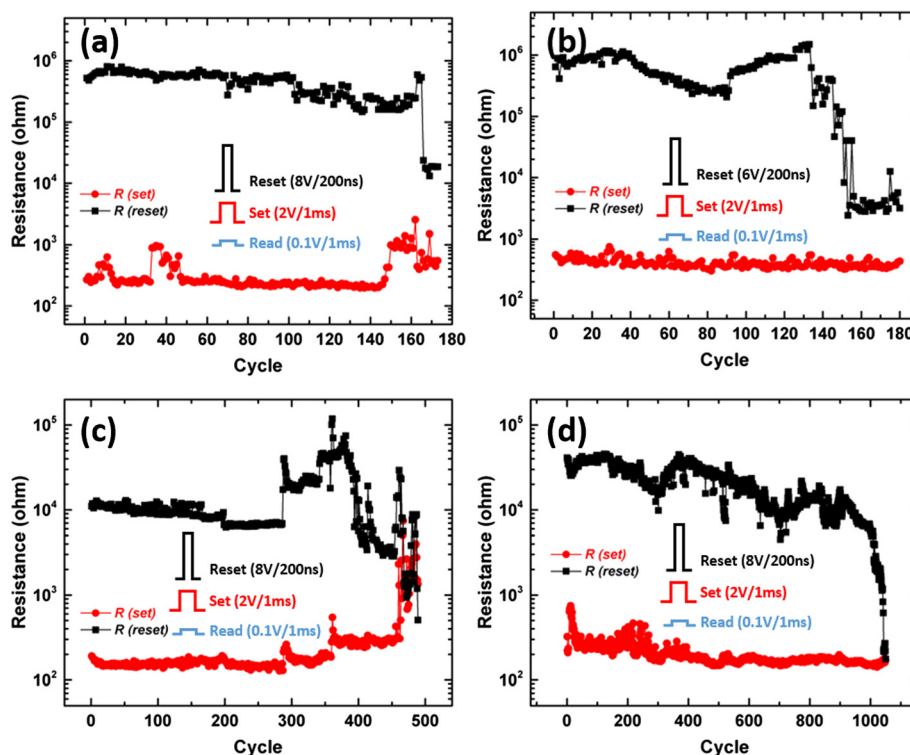 (a)
10^6
10^5
10^4
10^3
10^2
Resistance (ohm)
R (set)
R (reset)
Reset (8V/200ns)
Set (2V/1ms)
Read (0.1V/1ms)
0 20 40 60 80 100 120 140 160 180
Cycle
(b)
10^6
10^5
10^4
10^3
10^2
Resistance (ohm)
R (set)
R (reset)
Reset (6V/200ns)
Set (2V/1ms)
Read (0.1V/1ms)
0 20 40 60 80 100 120 140 160 180
Cycle
(c)
10^5
10^4
10^3
10^2
Resistance (ohm)
R (set)
R (reset)
Reset (8V/200ns)
Set (2V/1ms)
Read (0.1V/1ms)
0 100 200 300 400 500
Cycle
(d)
10^5
10^4
10^3
10^2
Resistance (ohm)
R (set)
R (reset)
Reset (8V/200ns)
Set (2V/1ms)
Read (0.1V/1ms)
0 200 400 600 800 1000
Cycle